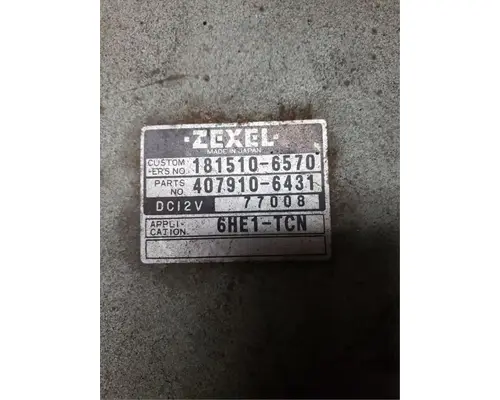 ·ZEXEL·
MADE IN JAPAN
CUSTOM -ER'S NO 181510-6570
PARTS NO. 407910-6431
DC12V 77008
APPLI- CATION. 6HE1-TCN